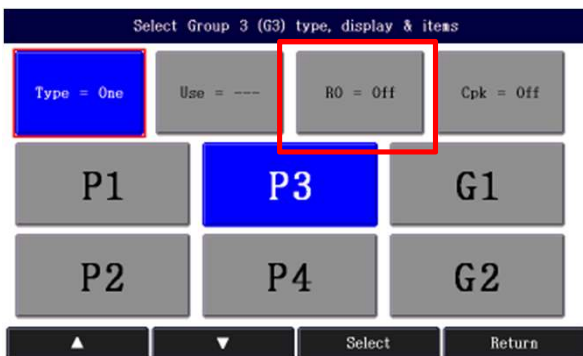 Select Group 3 (G3) type, display & items
Type = One Use = --- RO = Off Cpk = Off
P1 P3 G1
P2 P4 G2
▲ ▼ Select Return